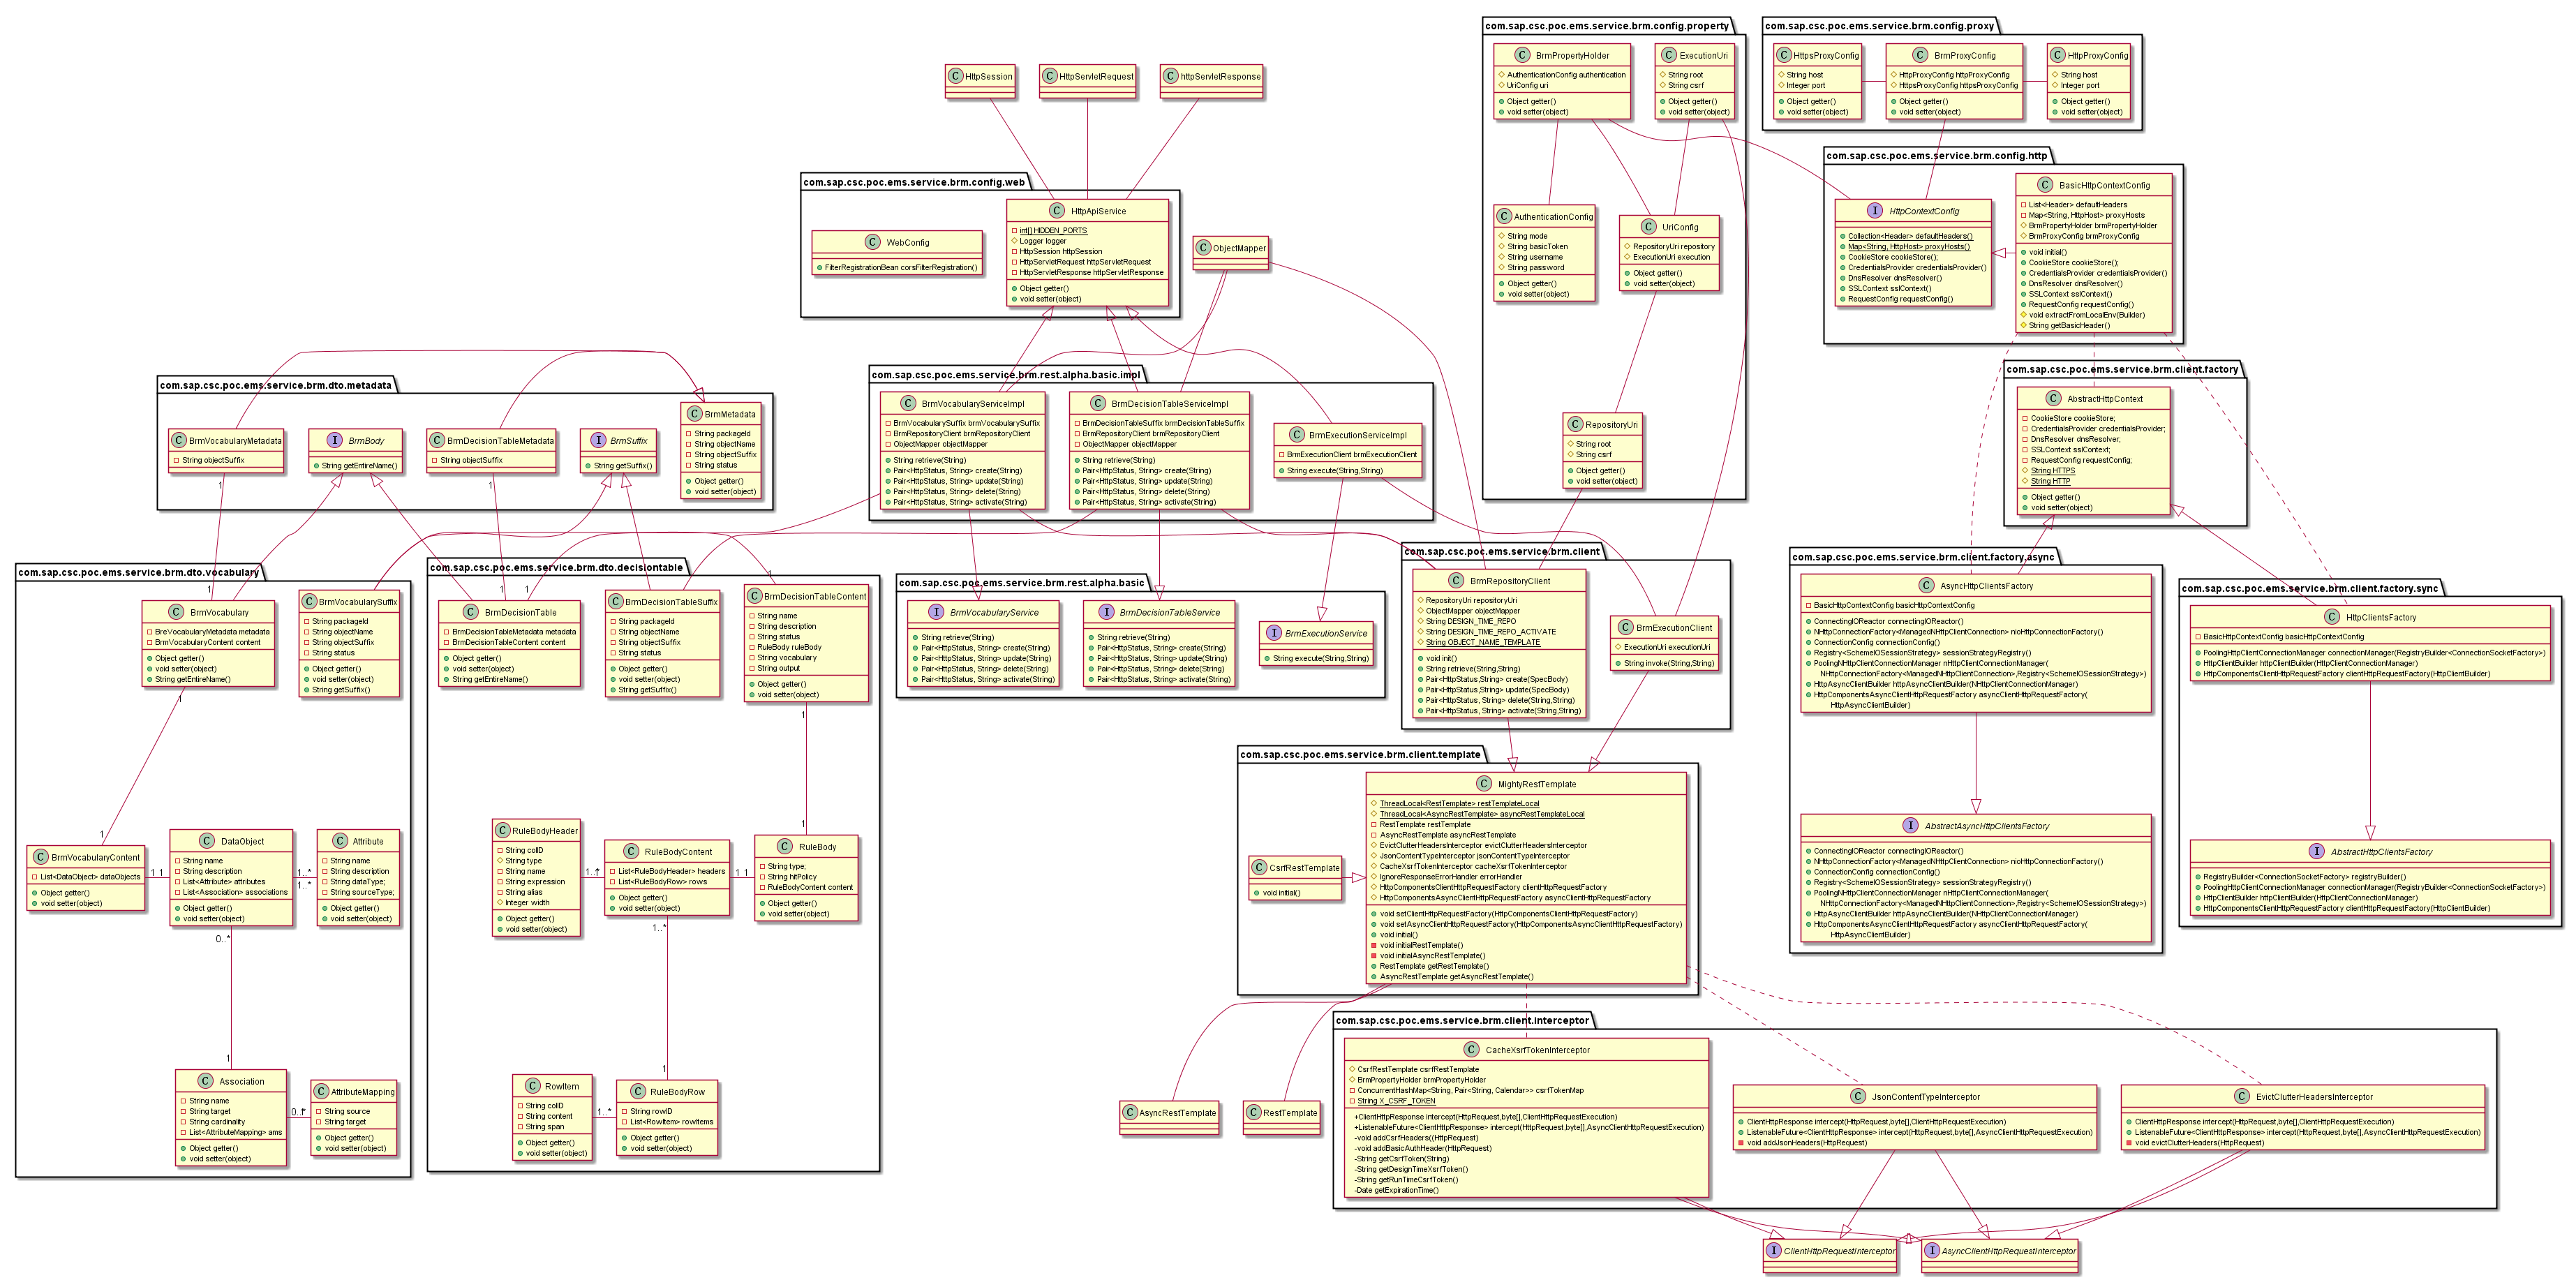 com.sap.csc.poc.ems.service.brm.config.property
BrmPropertyHolder
AuthenticationConfig authentication
UriConfig uri
Object getter()
void setter(object)
ExecutionUri
String root
String csrf
Object getter()
void setter(object)
AuthenticationConfig
String mode
String basicToken
String username
String password
Object getter()
void setter(object)
UriConfig
RepositoryUri repository
ExecutionUri execution
Object getter()
void setter(object)
RepositoryUri
String root
String csrf
Object getter()
void setter(object)
com.sap.csc.poc.ems.service.brm.config.proxy
HttpsProxyConfig
String host
Integer port
Object getter()
void setter(object)
BrmProxyConfig
HttpProxyConfig httpProxyConfig
HttpsProxyConfig httpsProxyConfig
Object getter()
void setter(object)
HttpProxyConfig
String host
Integer port
Object getter()
void setter(object)
HttpSession
HttpServletRequest
httpServletResponse
com.sap.csc.poc.ems.service.brm.config.http
HttpContextConfig
Collection<Header> defaultHeaders()
Map<String, HttpHost> proxyHosts()
CookieStore cookieStore();
CredentialsProvider credentialsProvider()
DnsResolver dnsResolver()
SSLContext sslContext()
RequestConfig requestConfig()
BasicHttpContextConfig
List<Header> defaultHeaders
Map<String, HttpHost> proxyHosts
BrmPropertyHolder brmPropertyHolder
BrmProxyConfig brmProxyConfig
void initial()
CookieStore cookieStore();
CredentialsProvider credentialsProvider()
DnsResolver dnsResolver()
SSLContext sslContext()
RequestConfig requestConfig()
void extractFromLocalEnv(Builder)
String getBasicHeader()
com.sap.csc.poc.ems.service.brm.config.web
WebConfig
FilterRegistrationBean corsFilterRegistration()
HttpApiService
int[] HIDDEN_PORTS
Logger logger
HttpSession httpSession
HttpServletRequest httpServletRequest
HttpServletResponse httpServletResponse
Object getter()
void setter(object)
ObjectMapper
com.sap.csc.poc.ems.service.brm.client.factory
AbstractHttpContext
CookieStore cookieStore;
CredentialsProvider credentialsProvider;
DnsResolver dnsResolver;
SSLContext sslContext;
RequestConfig requestConfig;
String HTTPS
String HTTP
Object getter()
void setter(object)
com.sap.csc.poc.ems.service.brm.dto.metadata
BrmVocabularyMetadata
String objectSuffix
BrmBody
String getEntireName()
BrmDecisionTableMetadata
String objectSuffix
BrmSuffix
String getSuffix()
BrmMetadata
String packageId
String objectName
String objectSuffix
String status
Object getter()
void setter(object)
com.sap.csc.poc.ems.service.brm.rest.alpha.basic.impl
BrmVocabularyServiceImpl
BrmVocabularySuffix brmVocabularySuffix
BrmRepositoryClient brmRepositoryClient
ObjectMapper objectMapper
String retrieve(String)
Pair<HttpStatus, String> create(String)
Pair<HttpStatus, String> update(String)
Pair<HttpStatus, String> delete(String)
Pair<HttpStatus, String> activate(String)
BrmDecisionTableServiceImpl
BrmDecisionTableSuffix brmDecisionTableSuffix
BrmRepositoryClient brmRepositoryClient
ObjectMapper objectMapper
String retrieve(String)
Pair<HttpStatus, String> create(String)
Pair<HttpStatus, String> update(String)
Pair<HttpStatus, String> delete(String)
Pair<HttpStatus, String> activate(String)
BrmExecutionServiceImpl
BrmExecutionClient brmExecutionClient
String execute(String,String)
1
1
1
1
1
1
com.sap.csc.poc.ems.service.brm.dto.vocabulary
BrmVocabulary
BreVocabularyMetadata metadata
BrmVocabularyContent content
Object getter()
void setter(object)
String getEntireName()
BrmVocabularySuffix
String packageId
String objectName
String objectSuffix
String status
Object getter()
void setter(object)
String getSuffix()
1
1
BrmVocabularyContent
List<DataObject> dataObjects
Object getter()
void setter(object)
1 1
DataObject
String name
String description
List<Attribute> attributes
List<Association> associations
Object getter()
void setter(object)
1..*
1..*
Attribute
String name
String description
String dataType;
String sourceType;
Object getter()
void setter(object)
0..*
1
Association
String name
String target
String cardinality
List<AttributeMapping> ams
Object getter()
void setter(object)
0..*
1
AttributeMapping
String source
String target
Object getter()
void setter(object)
com.sap.csc.poc.ems.service.brm.dto.decisiontable
BrmDecisionTable
BrmDecisionTableMetadata metadata
BrmDecisionTableContent content
Object getter()
void setter(object)
String getEntireName()
BrmDecisionTableSuffix
String packageId
String objectName
String objectSuffix
String status
Object getter()
void setter(object)
String getSuffix()
BrmDecisionTableContent
String name
String description
String status
RuleBody ruleBody
String vocabulary
String output
Object getter()
void setter(object)
1
1
RuleBodyHeader
String colID
String type
String name
String expression
String alias
Integer width
Object getter()
void setter(object)
1..*
1
RuleBodyContent
List<RuleBodyHeader> headers
List<RuleBodyRow> rows
Object getter()
void setter(object)
1 1
RuleBody
String type;
String hitPolicy
RuleBodyContent content
Object getter()
void setter(object)
1..*
1
RowItem
String colID
String content
String span
Object getter()
void setter(object)
1..*
RuleBodyRow
String rowID
List<RowItem> rowItems
Object getter()
void setter(object)
com.sap.csc.poc.ems.service.brm.rest.alpha.basic
BrmVocabularyService
String retrieve(String)
Pair<HttpStatus, String> create(String)
Pair<HttpStatus, String> update(String)
Pair<HttpStatus, String> delete(String)
Pair<HttpStatus, String> activate(String)
BrmDecisionTableService
String retrieve(String)
Pair<HttpStatus, String> create(String)
Pair<HttpStatus, String> update(String)
Pair<HttpStatus, String> delete(String)
Pair<HttpStatus, String> activate(String)
BrmExecutionService
String execute(String,String)
com.sap.csc.poc.ems.service.brm.client
BrmRepositoryClient
RepositoryUri repositoryUri
ObjectMapper objectMapper
String DESIGN_TIME_REPO
String DESIGN_TIME_REPO_ACTIVATE
String OBJECT_NAME_TEMPLATE
void init()
String retrieve(String,String)
Pair<HttpStatus,String> create(SpecBody)
Pair<HttpStatus,String> update(SpecBody)
Pair<HttpStatus, String> delete(String,String)
Pair<HttpStatus, String> activate(String,String)
BrmExecutionClient
ExecutionUri executionUri
String invoke(String,String)
com.sap.csc.poc.ems.service.brm.client.factory.async
AsyncHttpClientsFactory
BasicHttpContextConfig basicHttpContextConfig
ConnectingIOReactor connectingIOReactor()
NHttpConnectionFactory<ManagedNHttpClientConnection> nioHttpConnectionFactory()
ConnectionConfig connectionConfig()
Registry<SchemeIOSessionStrategy> sessionStrategyRegistry()
PoolingNHttpClientConnectionManager nHttpClientConnectionManager(
NHttpConnectionFactory<ManagedNHttpClientConnection>,Registry<SchemeIOSessionStrategy>)
HttpAsyncClientBuilder httpAsyncClientBuilder(NHttpConnectionManager)
HttpComponentsAsyncClientHttpRequestFactory asyncClientHttpRequestFactory(
HttpAsyncClientBuilder)
AbstractAsyncHttpClientsFactory
ConnectingIOReactor connectingIOReactor()
NHttpConnectionFactory<ManagedNHttpClientConnection> nioHttpConnectionFactory()
ConnectionConfig connectionConfig()
Registry<SchemeIOSessionStrategy> sessionStrategyRegistry()
PoolingNHttpClientConnectionManager nHttpClientConnectionManager(
NHttpConnectionFactory<ManagedNHttpClientConnection>,Registry<SchemeIOSessionStrategy>)
HttpAsyncClientBuilder httpAsyncClientBuilder(NHttpConnectionManager)
HttpComponentsAsyncClientHttpRequestFactory asyncClientHttpRequestFactory(
HttpAsyncClientBuilder)
com.sap.csc.poc.ems.service.brm.client.factory.sync
HttpClientsFactory
BasicHttpContextConfig basicHttpContextConfig
PoolingHttpClientConnectionManager connectionManager(RegistryBuilder<ConnectionSocketFactory>)
HttpClientBuilder httpClientBuilder(HttpClientConnectionManager)
HttpComponentsClientHttpRequestFactory clientHttpRequestFactory(HttpClientBuilder)
AbstractHttpClientsFactory
RegistryBuilder<ConnectionSocketFactory> registryBuilder()
PoolingHttpClientConnectionManager connectionManager(RegistryBuilder<ConnectionSocketFactory>)
HttpClientBuilder httpClientBuilder(HttpClientConnectionManager)
HttpComponentsClientHttpRequestFactory clientHttpRequestFactory(HttpClientBuilder)
com.sap.csc.poc.ems.service.brm.client.template
CsrfRestTemplate
void initial()
MightyRestTemplate
ThreadLocal<RestTemplate> restTemplateLocal
ThreadLocal<AsyncRestTemplate> asyncRestTemplateLocal
RestTemplate restTemplate
AsyncRestTemplate asyncRestTemplate
EvictClutterHeadersInterceptor evictClutterHeadersInterceptor
JsonContentTypeInterceptor jsonContentTypeInterceptor
CacheXsrfTokenInterceptor cacheXsrfTokenInterceptor
IgnoreResponseErrorHandler errorHandler
HttpComponentsClientHttpRequestFactory clientHttpRequestFactory
HttpComponentsAsyncClientHttpRequestFactory asyncClientHttpRequestFactory
void setClientHttpRequestFactory(HttpComponentsClientHttpRequestFactory)
void setAsyncClientHttpRequestFactory(HttpComponentsAsyncClientHttpRequestFactory)
void initial()
void initialRestTemplate()
void initialAsyncRestTemplate()
RestTemplate getRestTemplate()
AsyncRestTemplate getAsyncRestTemplate()
AsyncRestTemplate
RestTemplate
com.sap.csc.poc.ems.service.brm.client.interceptor
CacheXsrfTokenInterceptor
CsrfRestTemplate csrfRestTemplate
BrmPropertyHolder brmPropertyHolder
ConcurrentHashMap<String, Pair<String, Calendar>> csrfTokenMap
String X_CSRF_TOKEN
+ClientHttpResponse intercept(HttpRequest,byte[],ClientHttpRequestExecution)
+ListenableFuture<ClientHttpResponse> intercept(HttpRequest,byte[],AsyncClientHttpRequestExecution)
-void addCsrfHeaders((HttpRequest)
-void addBasicAuthHeader(HttpRequest)
-String getCsrfToken(String)
-String getDesignTimeXsrfToken()
-String getRunTimeCsrfToken()
-Date getExpirationTime()
JsonContentTypeInterceptor
ClientHttpResponse intercept(HttpRequest,byte[],ClientHttpRequestExecution)
ListenableFuture<ClientHttpResponse> intercept(HttpRequest,byte[],AsyncClientHttpRequestExecution)
void addJsonHeaders(HttpRequest)
EvictClutterHeadersInterceptor
ClientHttpResponse intercept(HttpRequest,byte[],ClientHttpRequestExecution)
ListenableFuture<ClientHttpResponse> intercept(HttpRequest,byte[],AsyncClientHttpRequestExecution)
void evictClutterHeaders(HttpRequest)
ClientHttpRequestInterceptor
AsyncClientHttpRequestInterceptor